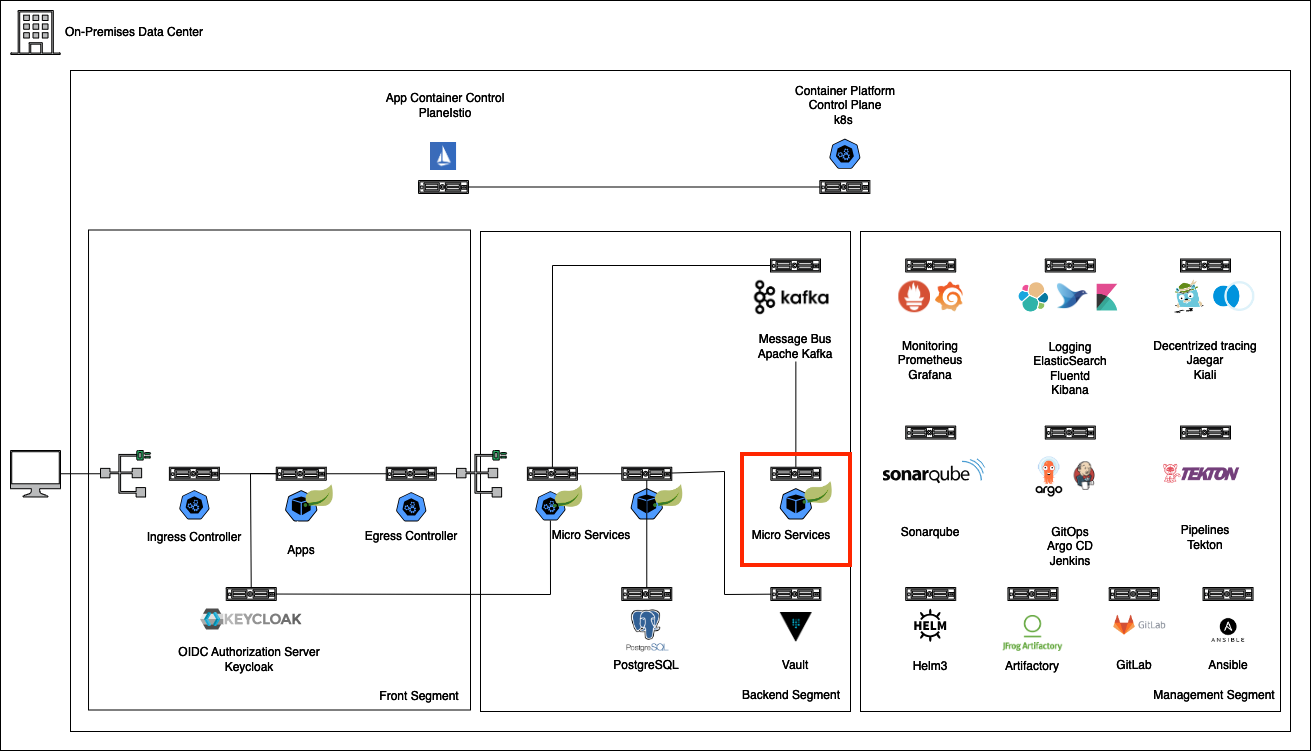 On-Premises Data Center
App Container Control
PlaneIstio
Container Platform
Control Plane
k8s
kafka
Message Bus
Apache Kafka
Monitoring
Prometheus
Grafana
Logging
ElasticSearch
Fluentd
Kibana
Decentrized tracing
Jaegar
Kiali
Ingress Controller
Apps
Egress Controller
Micro Services
Micro Services
sonarqube
argo
TEKTON
Sonarqube
GitOps
Argo CD
Jenkins
Pipelines
Tekton
KEYCLOAK
OIDC Authorization Server
Keycloak
PostgreSQL
PostgreSQL
Vault
HELM
Helm3
JFrog Artifactory
Artifactory
GitLab
GitLab
ANSIBLE
Ansible
Front Segment
Backend Segment
Management Segment